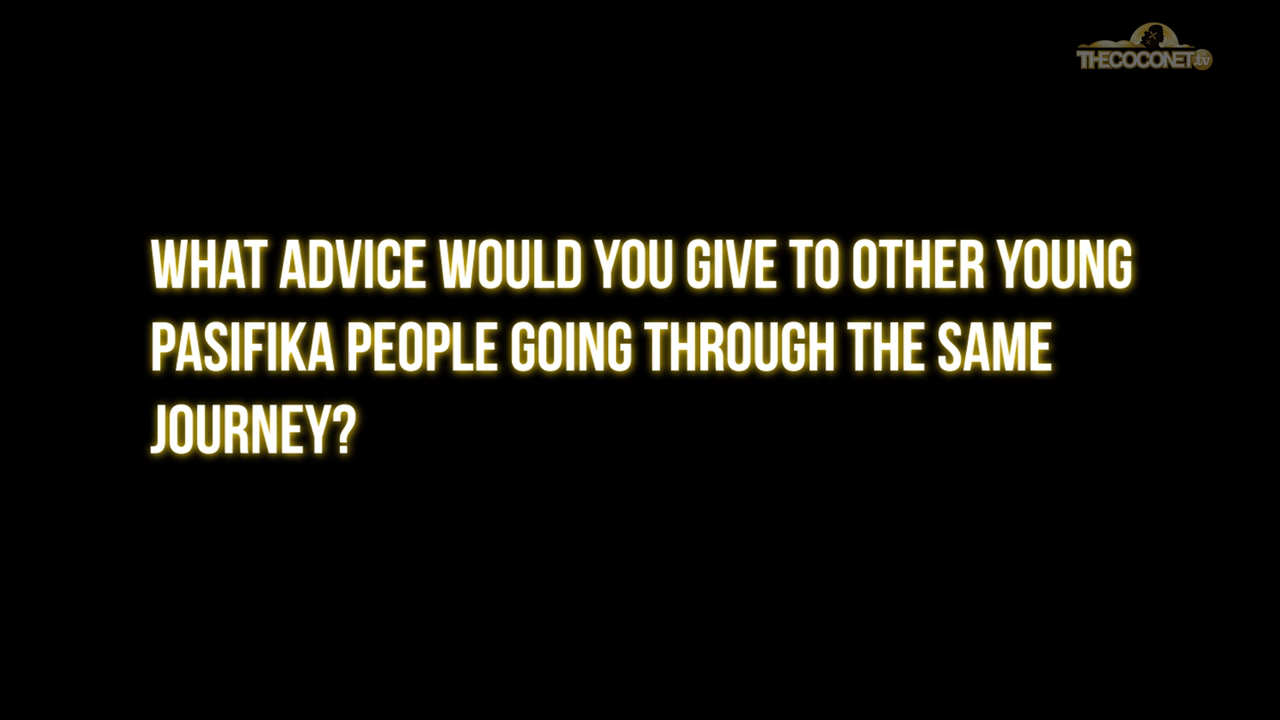 THECOCONET.tv
WHAT ADVICE WOULD YOU GIVE TO OTHER YOUNG
PASIFIKA PEOPLE GOING THROUGH THE SAME
JOURNEY?